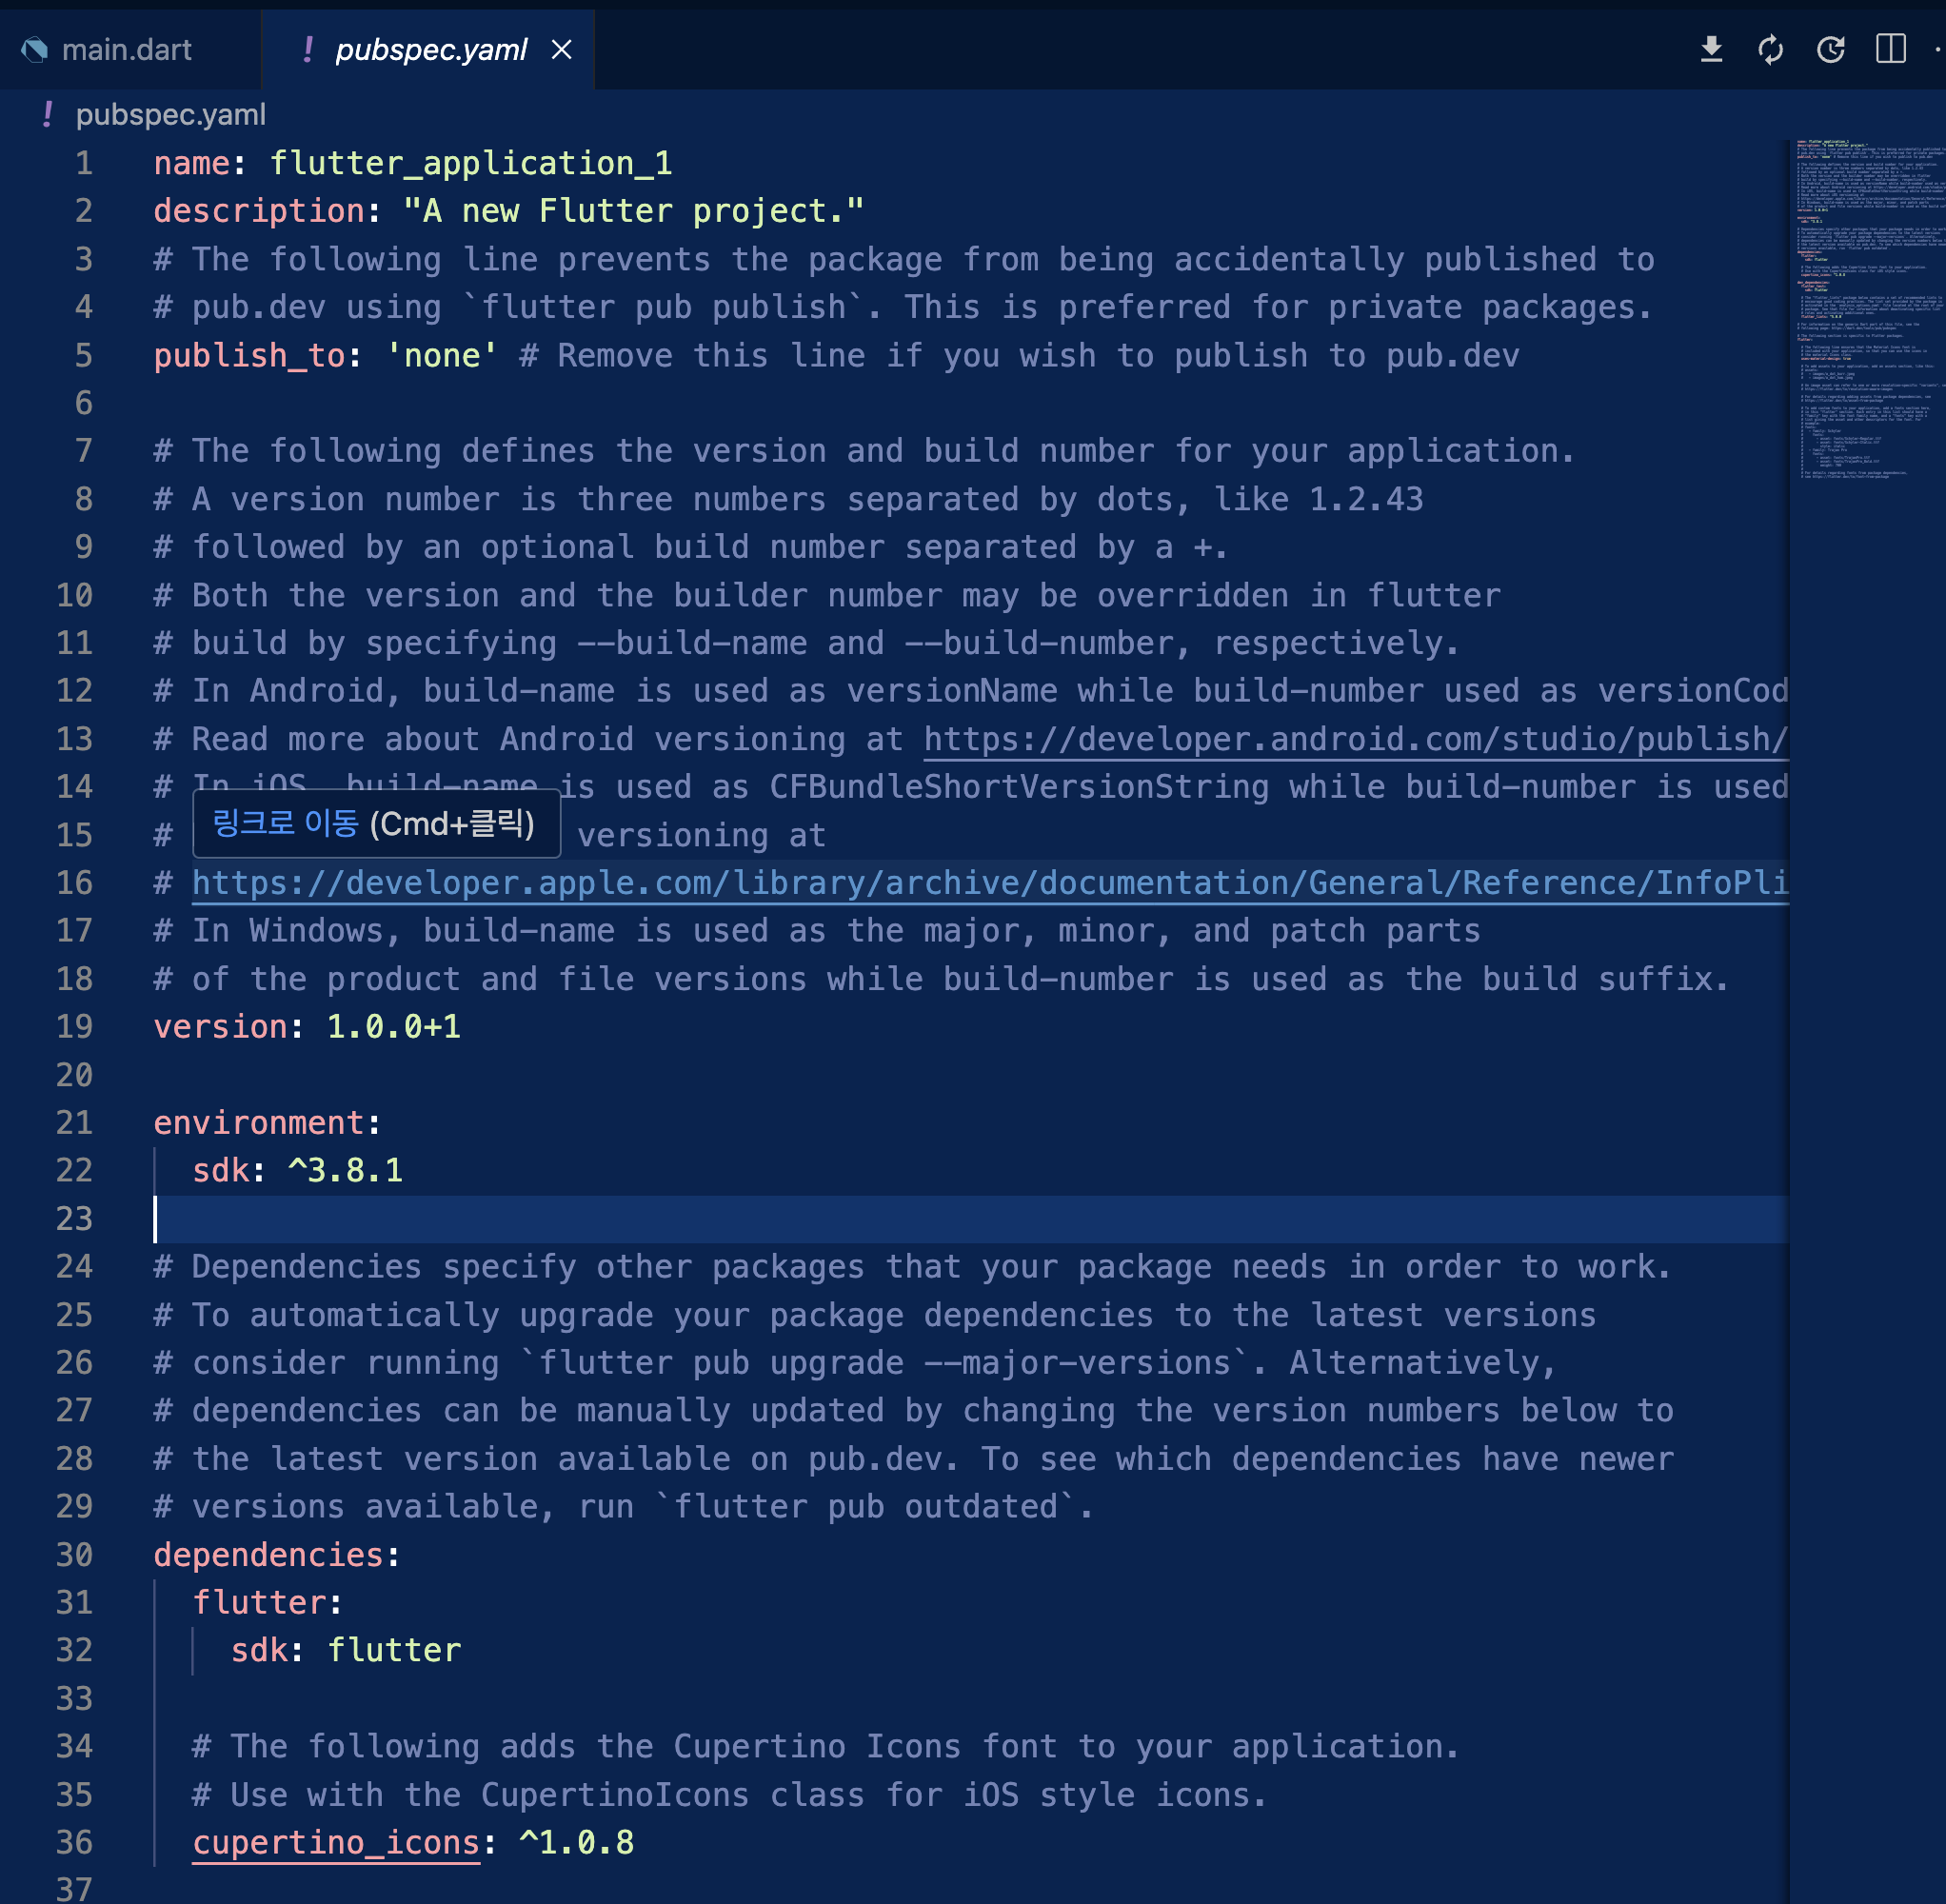 main.dart
! pubspec.yaml
! pubspec.yaml
1 name: flutter_application_1
2 description: "A new Flutter project."
3 # The following line prevents the package from being accidentally published to
4 # pub.dev using `flutter pub publish`. This is preferred for private packages.
5 publish_to: 'none' # Remove this line if you wish to publish to pub.dev
6
7 # The following defines the version and build number for your application.
8 # A version number is three numbers separated by dots, like 1.2.43
9 # followed by an optional build number separated by a +.
10 # Both the version and the builder number may be overridden in flutter
11 # build by specifying --build-name and --build-number, respectively.
12 # In Android, build-name is used as versionName while build-number used as versionCod
13 # Read more about Android versioning at https://developer.android.com/studio/publish/
14 # In iOS, build-name is used as CFBundleShortVersionString while build-number is used
링크로 이동 (Cmd+클릭)
15 # versioning at
16 # https://developer.apple.com/library/archive/documentation/General/Reference/InfoPli
17 # In Windows, build-name is used as the major, minor, and patch parts
18 # of the product and file versions while build-number is used as the build suffix.
19 version: 1.0.0+1
20
21 environment:
22 sdk: ^3.8.1
23
24 # Dependencies specify other packages that your package needs in order to work.
25 # To automatically upgrade your package dependencies to the latest versions
26 # consider running `flutter pub upgrade --major-versions`. Alternatively,
27 # dependencies can be manually updated by changing the version numbers below to
28 # the latest version available on pub.dev. To see which dependencies have newer
29 # versions available, run `flutter pub outdated`.
30 dependencies:
31 flutter:
32 sdk: flutter
33
34 # The following adds the Cupertino Icons font to your application.
35 # Use with the CupertinoIcons class for iOS style icons.
36 cupertino_icons: ^1.0.8
37